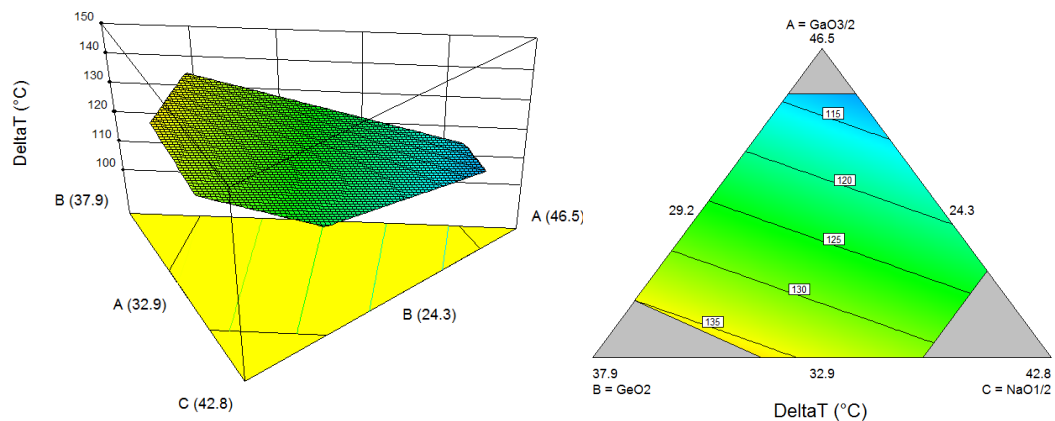 150
140
130
120
110
100
DeltaT (°C)
B (37.9)
A (46.5)
A (32.9)
B (24.3)
C (42.8)
A = GaO3/2
46.5
115
120
29.2
24.3
125
130
135
37.9
32.9
42.8
B = GeO2
C = NaO1/2
DeltaT (°C)